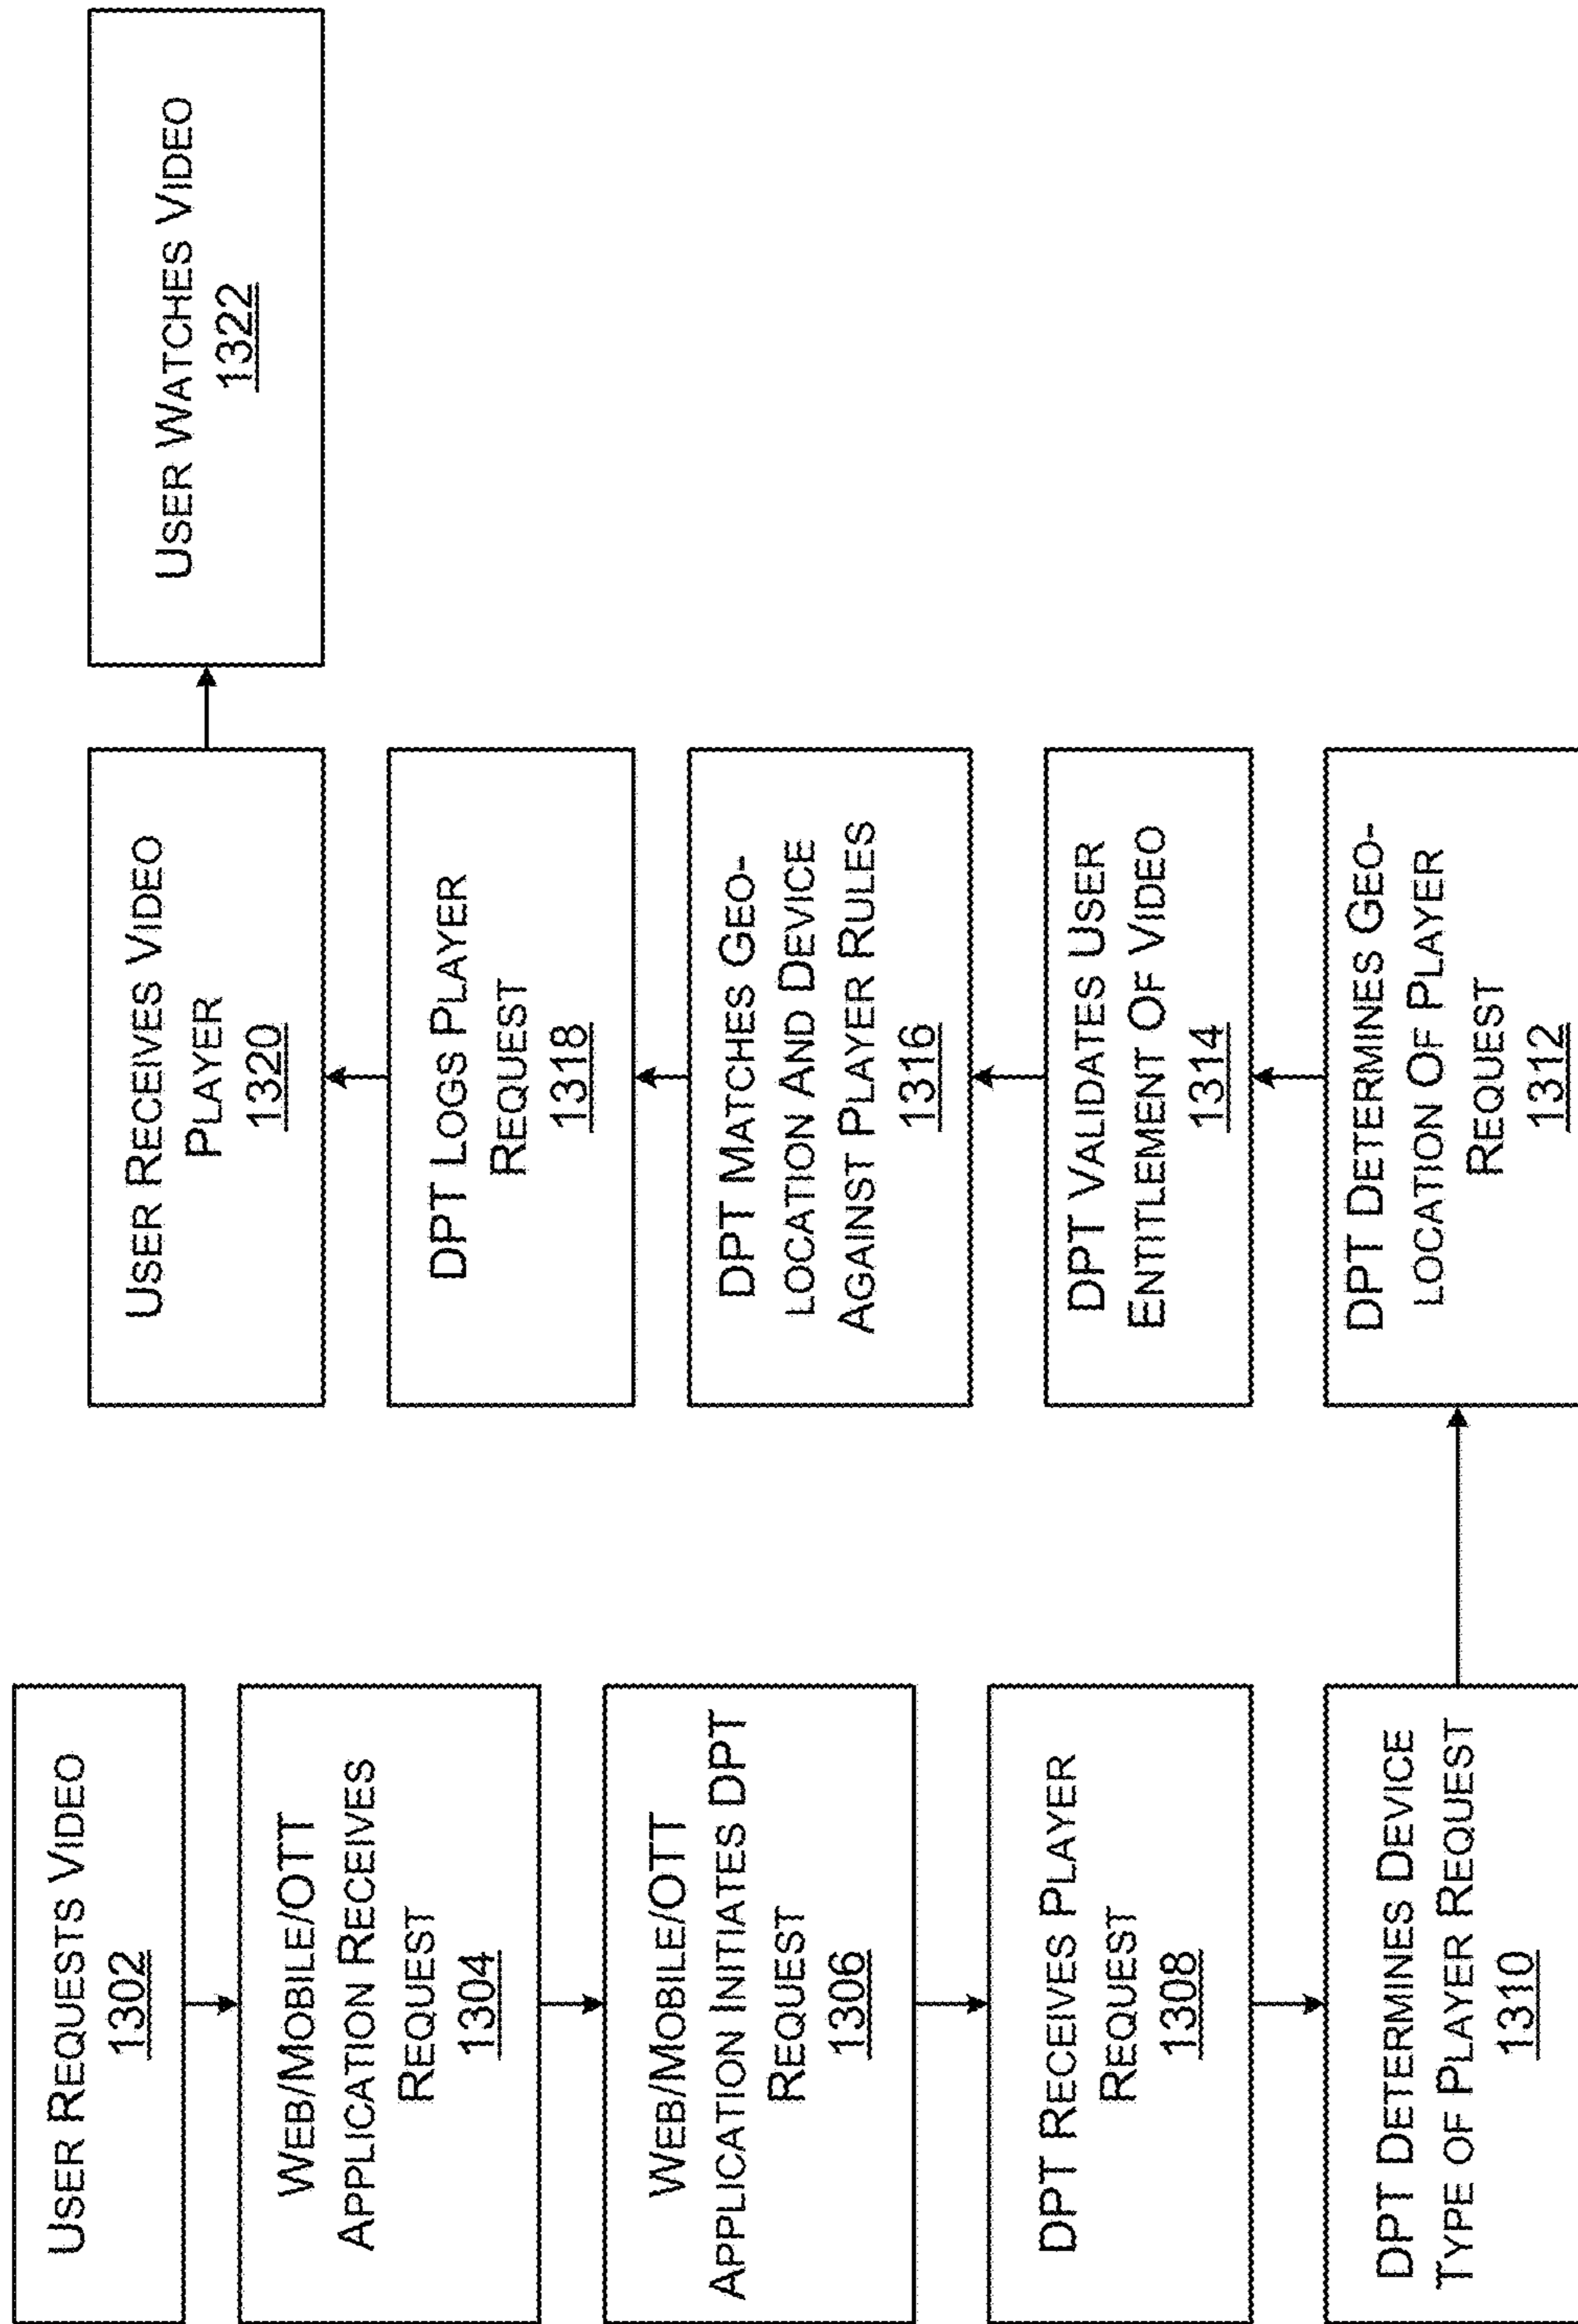 User Requests Video
1302
Web/Mobile/OTT
Application Receives
Request
1304
Web/Mobile/OTT
Application Initiates DPT
Request
1306
DPT Receives Player
Request
1308
DPT Determines Device
Type of Player Request
1310
DPT Determines Geo-
location Of Player
Request
1312
DPT Validates User
Entitlement Of Video
1314
DPT Matches Geo-
location And Device
Against Player Rules
1316
DPT Logs Player
Request
1318
User Receives Video
Player
1320
User Watches Video
1322